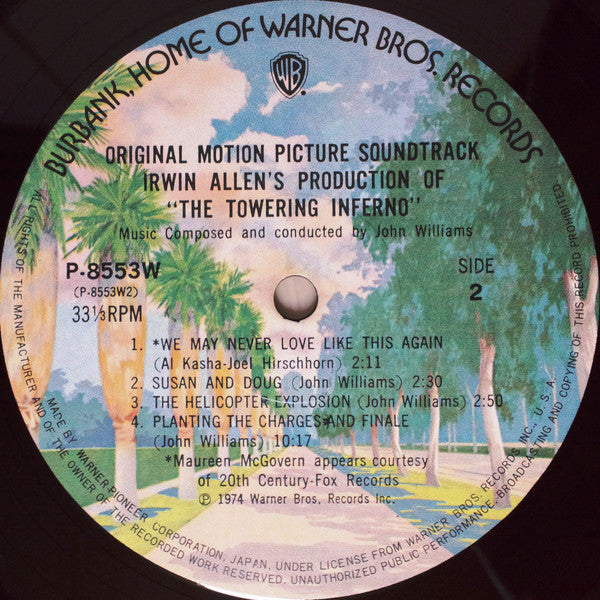 BURBANK, HOME OF WARNER BROS. RECORDS
WB
ORIGINAL MOTION PICTURE SOUNDTRACK
IRWIN ALLEN'S PRODUCTION OF
"THE TOWERING INFERNO"
Music Composed and conducted by John Williams
P-8553W
(P-8553W2)
33⅓RPM
SIDE
2
1. *WE MAY NEVER LOVE LIKE THIS AGAIN
(Al Kasha-Joel Hirschhorn) 2:11
2. SUSAN AND DOUG (John Williams) 2:30
3. THE HELICOPTER EXPLOSION (John Williams) 2:50
4. PLANTING THE CHARGES AND FINALE
(John Williams) 10:17
*Maureen McGovern appears courtesy
of 20th Century-Fox Records
Ⓟ 1974 Warner Bros, Records Inc.
MADE BY WARNER-PIONEER CORPORATION, JAPAN, UNDER LICENSE FROM WARNER BROS RECORDS INC., U.S.A.
ALL RIGHTS OF THE MANUFACTURER AND OF THE OWNER OF THE RECORDED WORK RESERVED. UNAUTHORIZED PUBLIC PERFORMANCE, BROADCASTING AND COPYING OF THIS RECORD PROHIBITED